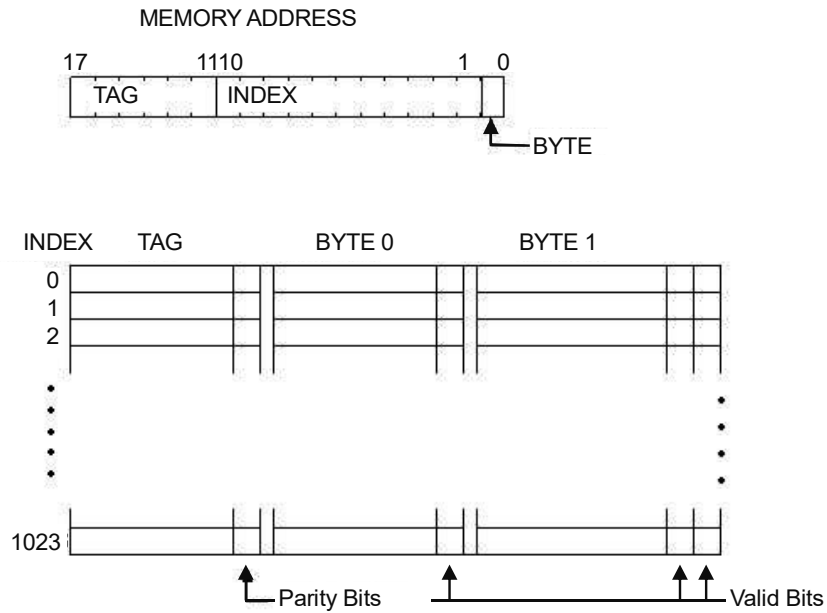 MEMORY ADDRESS
17 1110 1 0
TAG INDEX
BYTE
INDEX TAG BYTE 0 BYTE 1
0
1
2
1023
Parity Bits Valid Bits